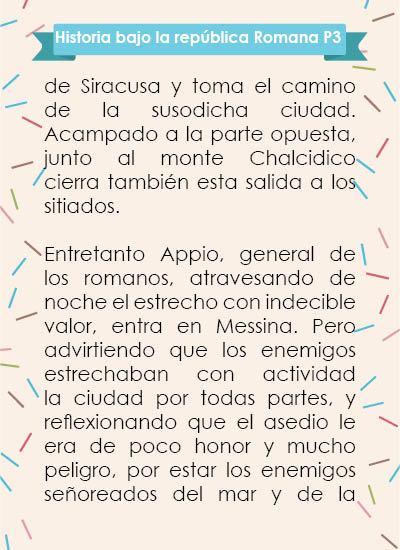 Historia bajo la república Romana P3
de Siracusa y toma el camino
de la susodicha ciudad.
Acampado a la parte opuesta,
junto al monte Chalcidico
cierra también esta salida a los
sitiados.
Entretanto Appio, general de
los romanos, atravesando de
noche el estrecho con indecible
valor, entra en Messina. Pero
advirtiendo que los enemigos
estrechaban con actividad
la ciudad por todas partes, y
reflexionando que el asedio le
era de poco honor y mucho
peligro, por estar los enemigos
señoreados del mar y de la